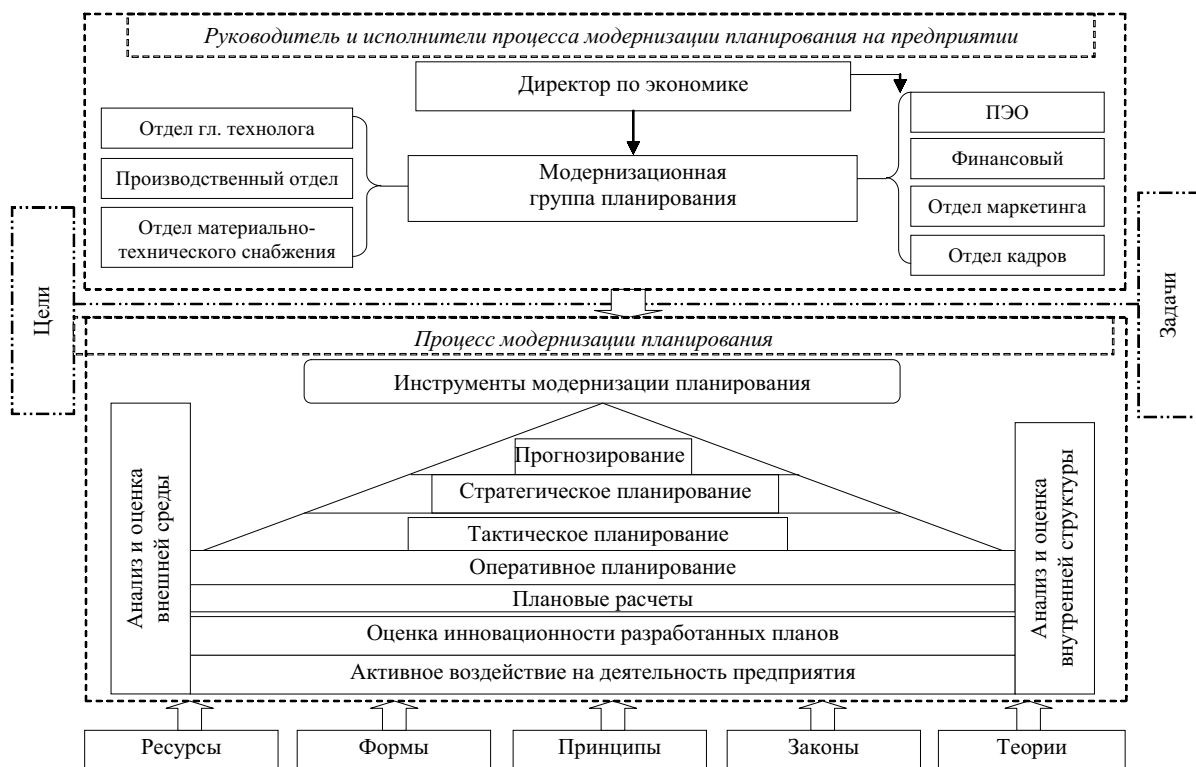 Руководитель и исполнители процесса модернизации планирования на предприятии
Директор по экономике
Отдел гл. технолога
Производственный отдел
Отдел материально-
технического снабжения
Модернизационная
группа планирования
ПЭО
Финансовый
Отдел маркетинга
Отдел кадров
Цели
Задачи
Процесс модернизации планирования
Инструменты модернизации планирования
Анализ и оценка
внешней среды
Прогнозирование
Стратегическое планирование
Тактическое планирование
Оперативное планирование
Плановые расчеты
Оценка инновационности разработанных планов
Активное воздействие на деятельность предприятия
Анализ и оценка
внутренней структуры
Ресурсы
Формы
Принципы
Законы
Теории